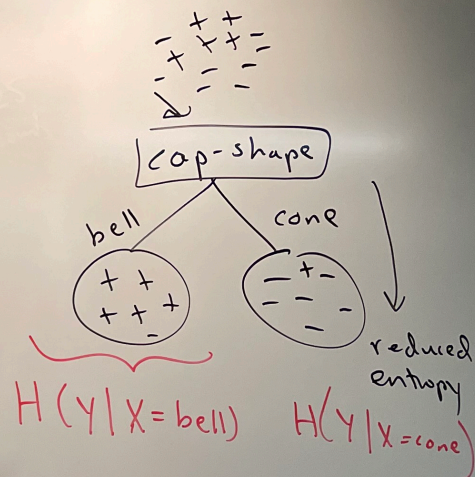 + +
- + + -
+ -
- - -
- -
cap-shape
bell
cone
+ +
+ + +
-
- + -
- - -
-
reduced
entropy
H(Y|X=bell)
H(Y|X=cone)